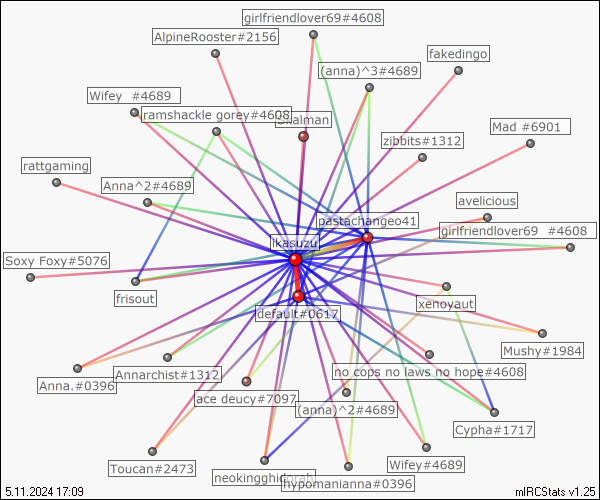 girlfriendlover69#4608
AlpineRooster#2156
fakedingo
(anna)^3#4689
Wifey  #4689
ramshackle gorey#4608
Mad #6901
zibbits#1312
rattgaming
Anna^2#4689
avelicious
pastachangeo41
girlfriendlover69  #4608
ikasuzu
Soxy Foxy#5076
frisout
xenoyaut
default#0617
Mushy#1984
no cops no laws no hope#4608
Annarchist#1312
Anna.#0396
ace deucy#7097
(anna)^2#4689
Cypha#1717
Toucan#2473
Wifey#4689
hypomanianna#0396
5.11.2024 17:09
mIRCStats v1.25